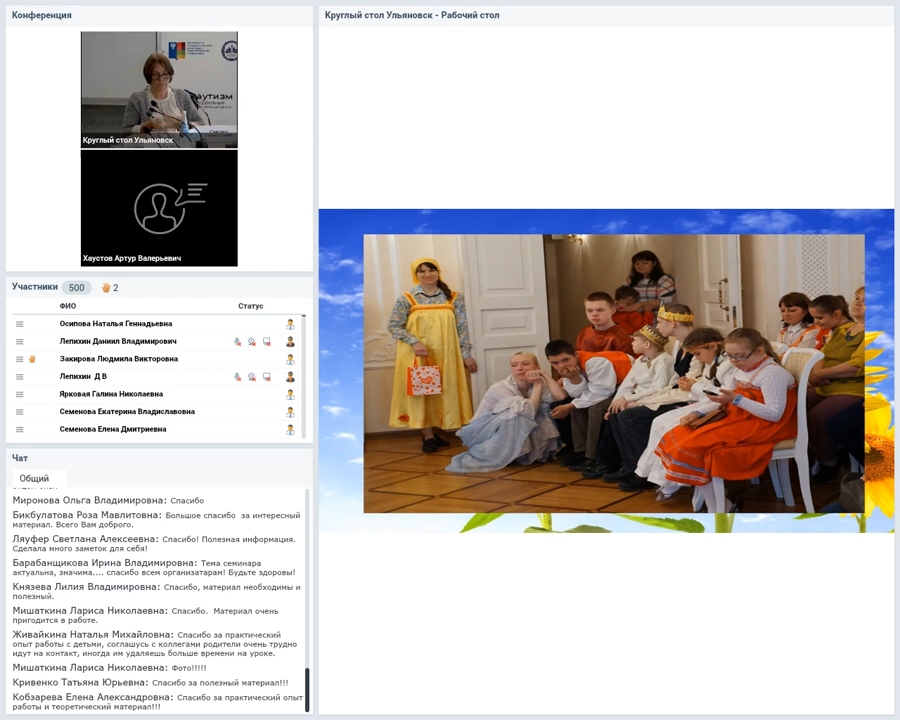 Конференция
аутизм
Круглый стол Ульяновск
Хаустов Артур Валерьевич
Участники 500 2
ФИО Статус
Осипова Наталья Геннадьевна
Лепихин Даниил Владимирович
Закирова Людмила Викторовна
Лепихин Д В
Ярковая Галина Николаевна
Семенова Екатерина Владиславовна
Семенова Елена Дмитриевна
Чат
Общий
Миронова Ольга Владимировна: Спасибо
Бикбулатова Роза Мавлитовна: Большое спасибо за интересный
материал. Всего Вам доброго.
Ляуфер Светлана Алексеевна: Спасибо! Полезная информация.
Сделала много заметок для себя!
Барабанщикова Ирина Владимировна: Тема семинара
актуальна, значима.... спасибо всем организатарам! Будьте здоровы!
Князева Лилия Владимировна: Спасибо, материал необходимы и
полезный.
Мишаткина Лариса Николаевна: Спасибо. Материал очень
пригодится в работе.
Живайкина Наталья Михайловна: Спасибо за практический
опыт работы с детьми, соглашусь с коллегами родители очень трудно
идут на контакт, иногда им удаляешь больше времени на уроке.
Мишаткина Лариса Николаевна: Фото!!!!!
Кривенко Татьяна Юрьевна: Спасибо за полезный материал!!!
Кобзарева Елена Александровна: Спасибо за практический опыт
работы и теоретический материал!!!
Круглый стол Ульяновск - Рабочий стол